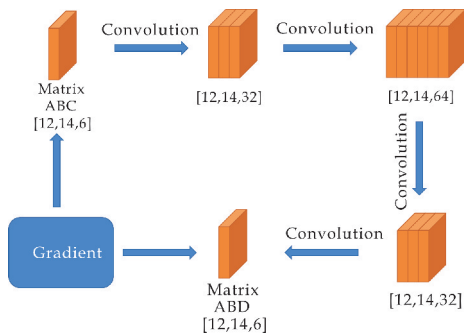 Convolution
Convolution
Matrix
ABC
[12,14,6]
[12,14,32]
[12,14,64]
Convolution
Gradient
Convolution
Matrix
ABD
[12,14,6]
[12,14,32]